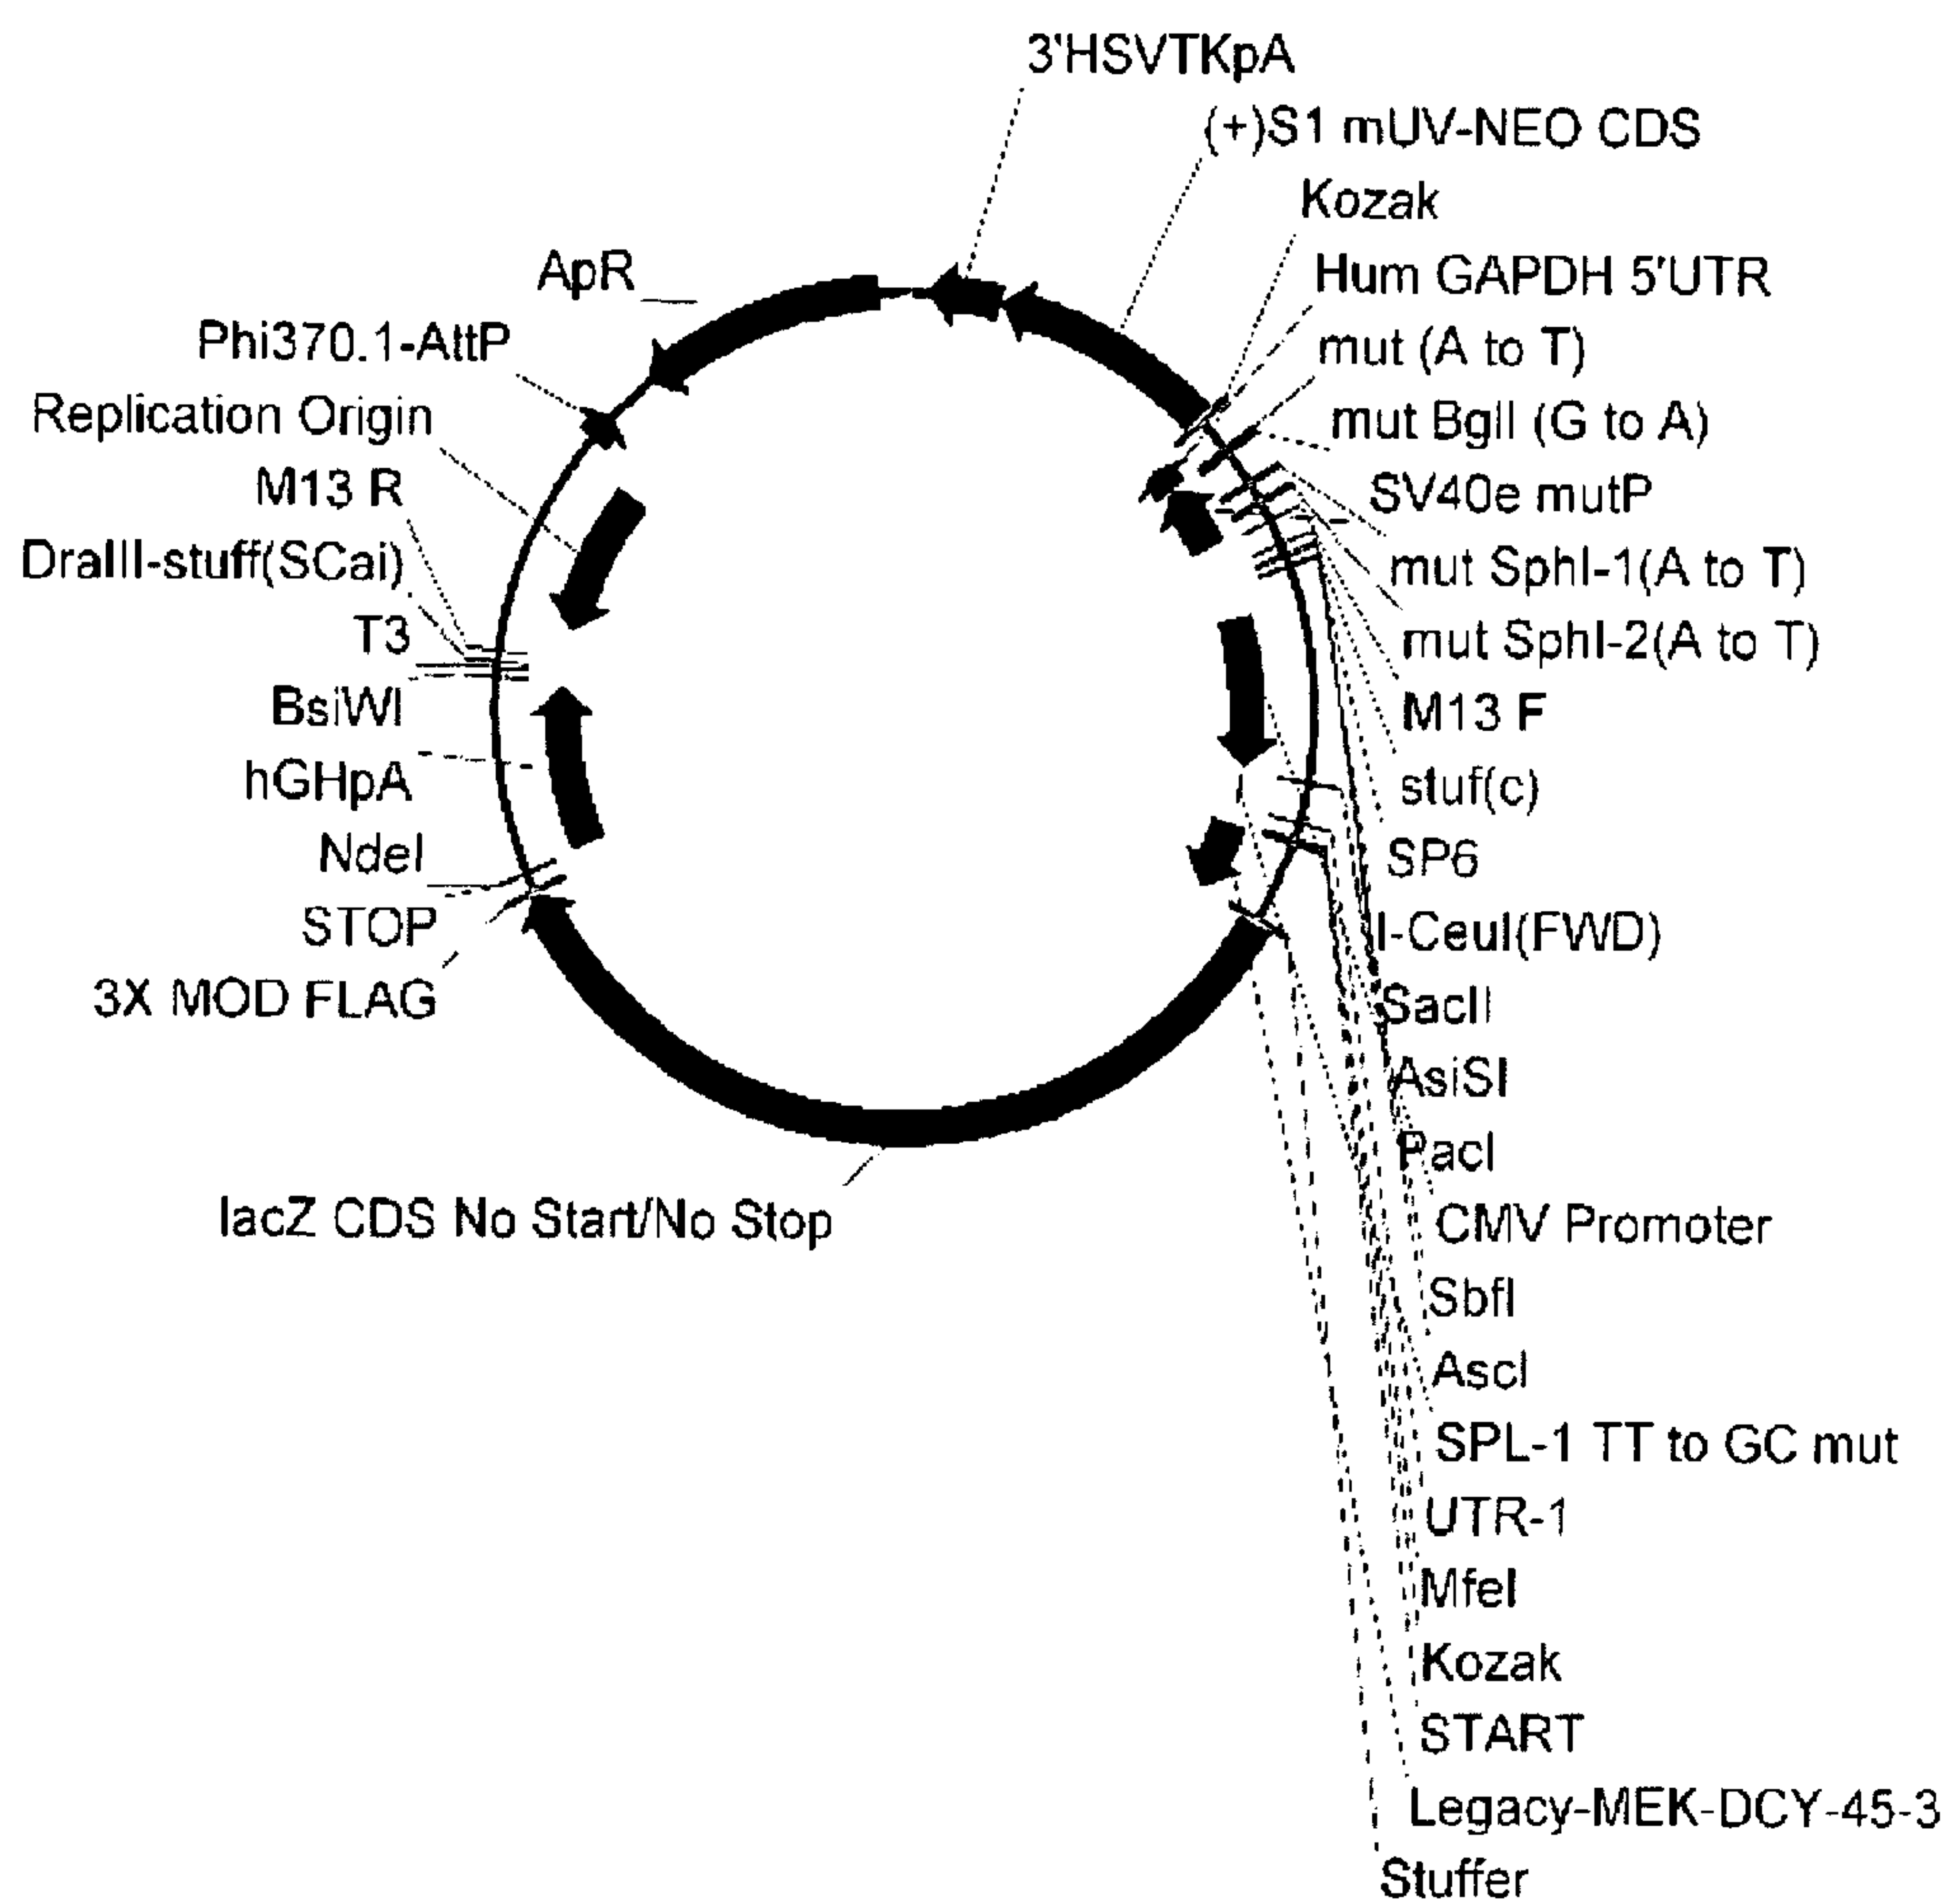 3'HSVTKpA
(+)S1 mUV-NEO CDS
Kozak
Hum GAPDH 5'UTR
mut (A to T)
mut BglI (G to A)
SV40e mutP
mut SphI-1(A to T)
mut SphI-2(A to T)
M13 F
stuf(c)
SP6
I-CeuI(FWD)
SacII
AsiSI
PacI
CMV Promoter
SbfI
AscI
SPL-1 TT to GC mut
UTR-1
MfeI
Kozak
START
Legacy-MEK-DCY-45-3
Stuffer
lacZ CDS No Start/No Stop
3X MOD FLAG
STOP
NdeI
hGHpA
BsiWI
T3
DraIII-stuff(SCai)
M13 R
Replication Origin
Phi370.1-AttP
ApR